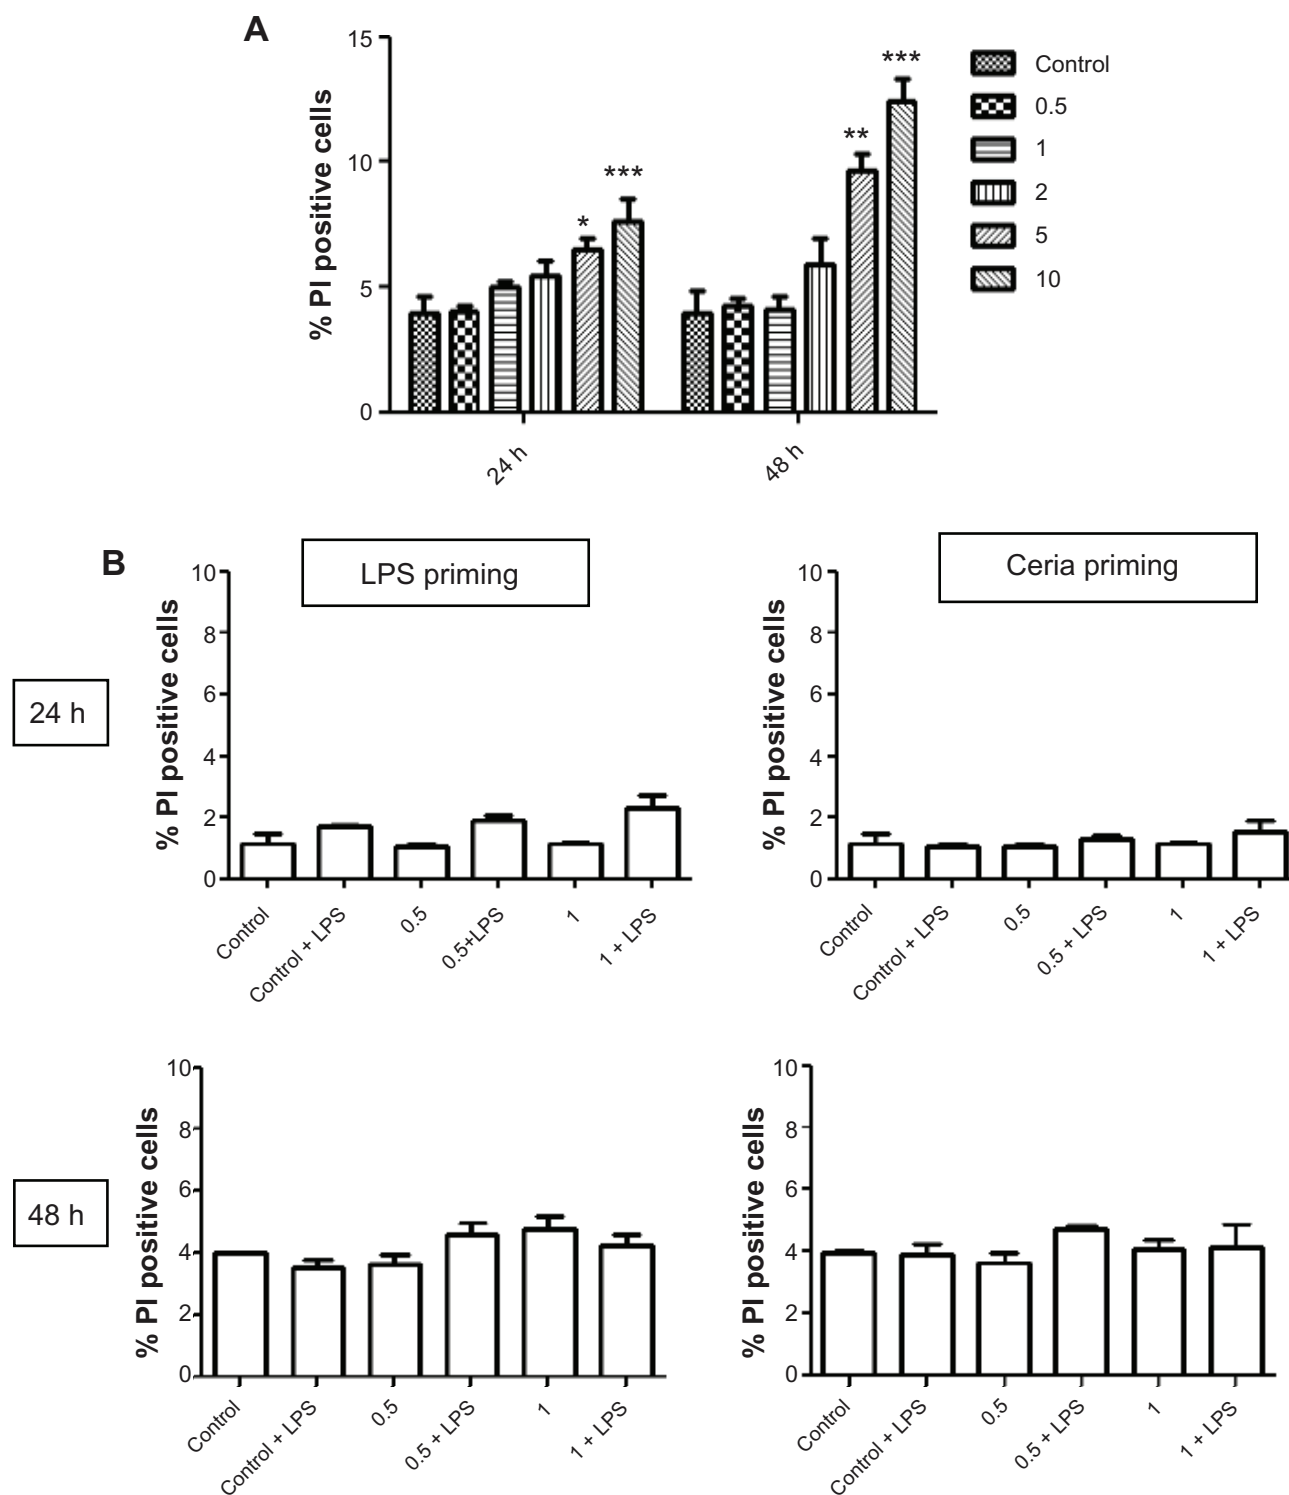 A
% PI positive cells
15
10
5
0
*
***
**
***
24 h
48 h
Control
0.5
1
2
5
10
B
LPS priming
Ceria priming
24 h
% PI positive cells
10
8
6
4
2
0
Control
Control + LPS
0.5
0.5+LPS
1
1 + LPS
% PI positive cells
10
8
6
4
2
0
Control
Control + LPS
0.5
0.5 + LPS
1
1 + LPS
48 h
% PI positive cells
10
8
6
4
2
0
Control
Control + LPS
0.5
0.5 + LPS
1
1 + LPS
% PI positive cells
10
8
6
4
2
0
Control
Control + LPS
0.5
0.5 + LPS
1
1 + LPS